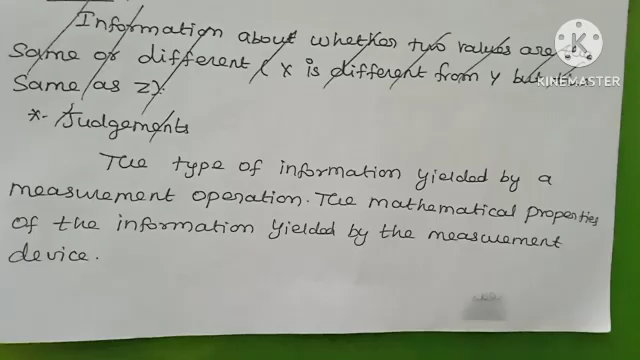 Information about whether two values are
same or different ( X is different from Y but
same as Z).
*- Judgements
The type of information yielded by a
measurement operation. The mathematical properties
of the information yielded by the measurement
device.
KINEMASTER